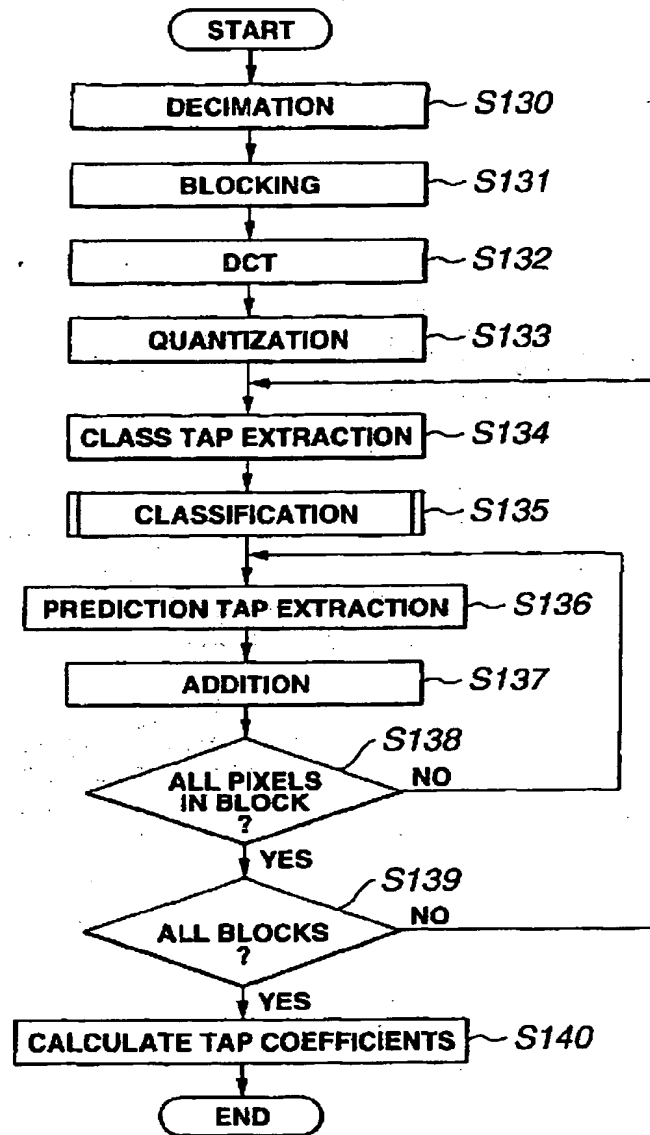 START
DECIMATION S130
BLOCKING S131
DCT S132
QUANTIZATION S133
CLASS TAP EXTRACTION S134
CLASSIFICATION S135
PREDICTION TAP EXTRACTION S136
ADDITION S137
S138
ALL PIXELS
IN BLOCK
?
NO
YES
S139
ALL BLOCKS
?
NO
YES
CALCULATE TAP COEFFICIENTS S140
END